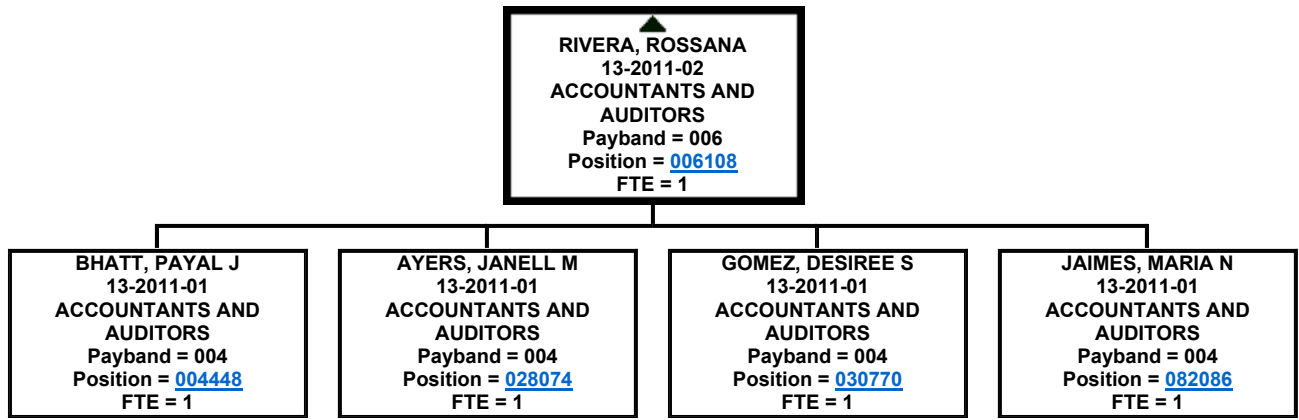 RIVERA, ROSSANA
13-2011-02
ACCOUNTANTS AND
AUDITORS
Payband = 006
Position = 006108
FTE = 1
BHATT, PAYAL J
13-2011-01
ACCOUNTANTS AND
AUDITORS
Payband = 004
Position = 004448
FTE = 1
AYERS, JANELL M
13-2011-01
ACCOUNTANTS AND
AUDITORS
Payband = 004
Position = 028074
FTE = 1
GOMEZ, DESIREE S
13-2011-01
ACCOUNTANTS AND
AUDITORS
Payband = 004
Position = 030770
FTE = 1
JAIMES, MARIA N
13-2011-01
ACCOUNTANTS AND
AUDITORS
Payband = 004
Position = 082086
FTE = 1